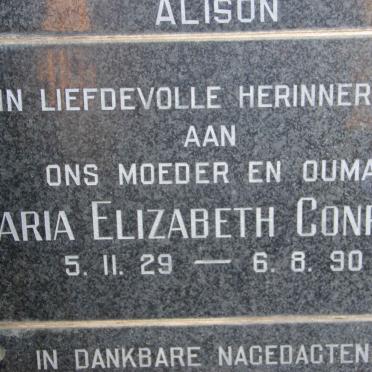 ALISON
IN LIEFDEVOLLE HERINNER
AAN
ONS MOEDER EN OUMA
ARIA ELIZABETH CON
5. 11. 29 — 6. 8. 90
IN DANKBARE NAGEDACTEN